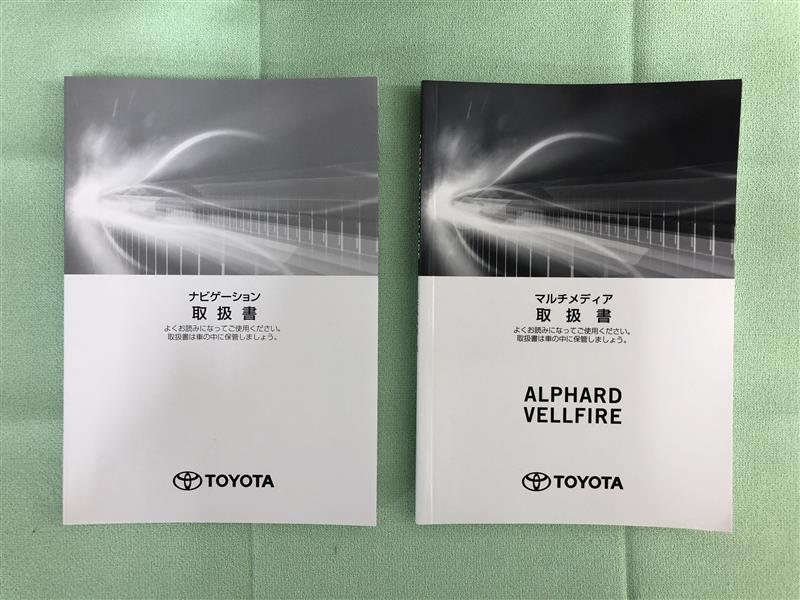 ナビゲーション
取扱書
よくお読みになってご使用ください。
取扱書は車の中に保管しましょう。
TOYOTA
マルチメディア
取扱書
よくお読みになってご使用ください。
取扱書は車の中に保管しましょう。
ALPHARD
VELLFIRE
TOYOTA